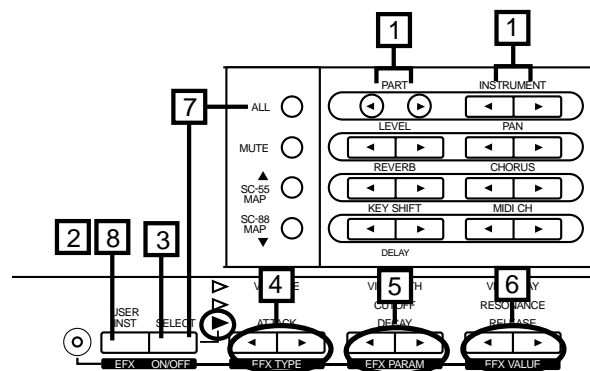 1 1
PART INSTRUMENT
7
ALL
LEVEL PAN
MUTE
REVERB CHORUS
SC-55
MAP
KEY SHIFT MIDI CH
SC-88
MAP
2 8 3
DELAY
4 5 6
CUTOFF RESONANCE
USER
INST SELECT ATTACK DECAY RELEASE
EFX ON/OFF EFX TYPE EFX PARAM EFX VALUE